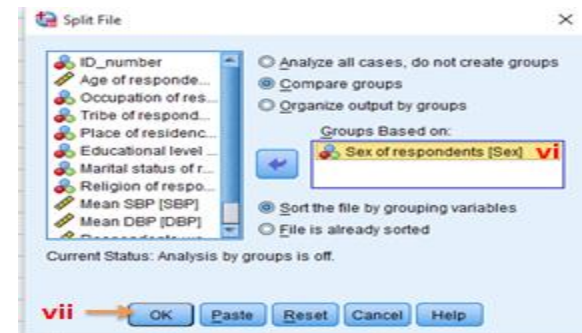 Split File
ID_number
Age of responde...
Occupation of res...
Tribe of respond...
Place of residenc...
Educational level ...
Marital status of r...
Religion of respo...
Mean SBP [SBP]
Mean DBP [DBP]
Analyze all cases, do not create groups
Compare groups
Organize output by groups
Groups Based on:
Sex of respondents [Sex] vi
Sort the file by grouping variables
File is already sorted
Current Status: Analysis by groups is off.
vii OK Paste Reset Cancel Help